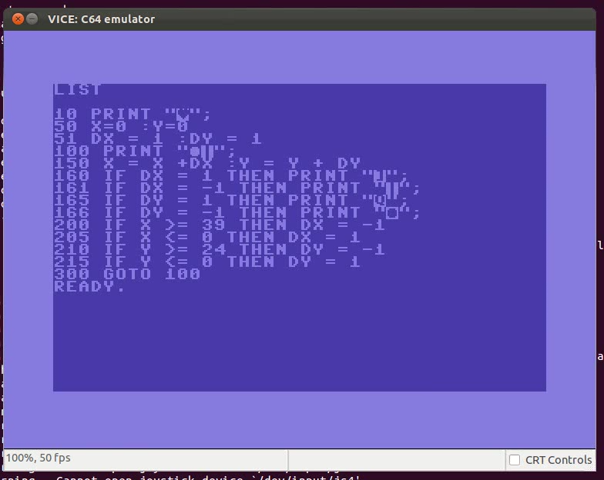 VICE: C64 emulator
LIST
10 PRINT "♥";
50 X=0 :Y=0
51 DX = 1 :DY = 1
100 PRINT "●║";
150 X = X +DX :Y = Y + DY
160 IF DX = 1 THEN PRINT "";
161 IF DX = -1 THEN PRINT "║";
165 IF DY = 1 THEN PRINT "Q";
166 IF DY = -1 THEN PRINT "○";
200 IF X >= 39 THEN DX = -1
205 IF X <= 0 THEN DX = 1
210 IF Y >= 24 THEN DY = -1
215 IF Y <= 0 THEN DY = 1
300 GOTO 100
READY.
100%, 50 fps
CRT Controls